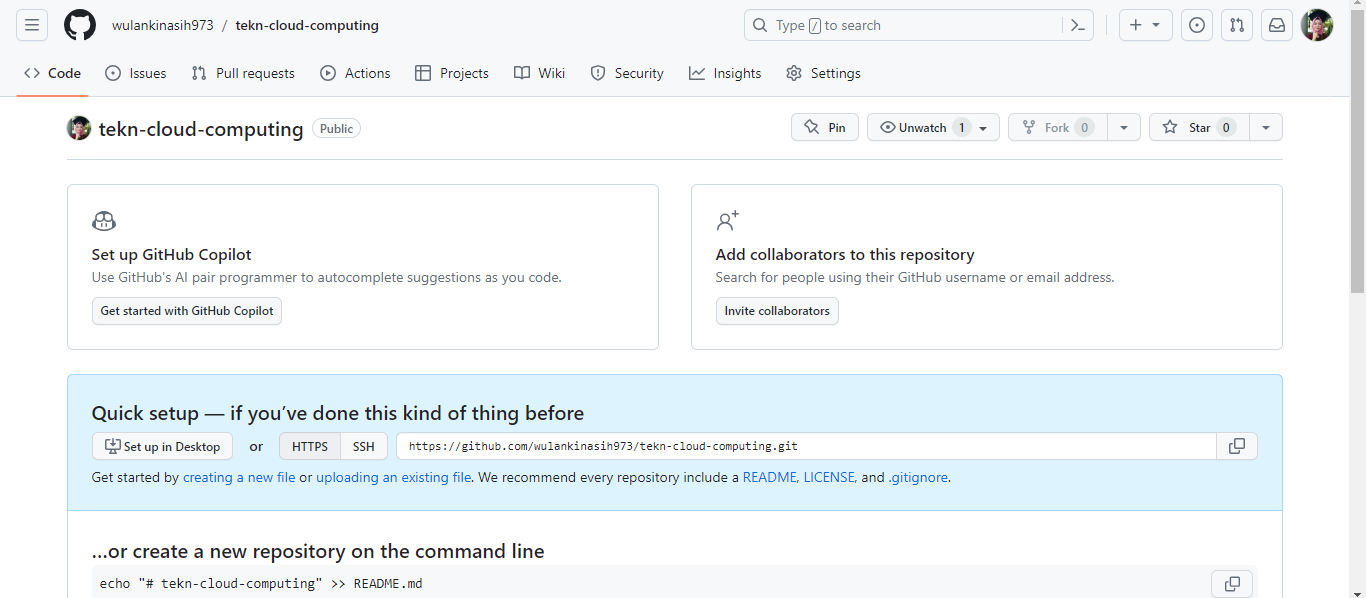 wulankinasih973 / tekn-cloud-computing
Type / to search
Code Issues Pull requests Actions Projects Wiki Security Insights Settings
tekn-cloud-computing Public
Pin Unwatch 1 Fork 0 Star 0
Set up GitHub Copilot
Use GitHub's AI pair programmer to autocomplete suggestions as you code.
Get started with GitHub Copilot
Add collaborators to this repository
Search for people using their GitHub username or email address.
Invite collaborators
Quick setup — if you’ve done this kind of thing before
Set up in Desktop or HTTPS SSH https://github.com/wulankinasih973/tekn-cloud-computing.git
Get started by creating a new file or uploading an existing file. We recommend every repository include a README, LICENSE, and .gitignore.
…or create a new repository on the command line
echo "# tekn-cloud-computing" >> README.md